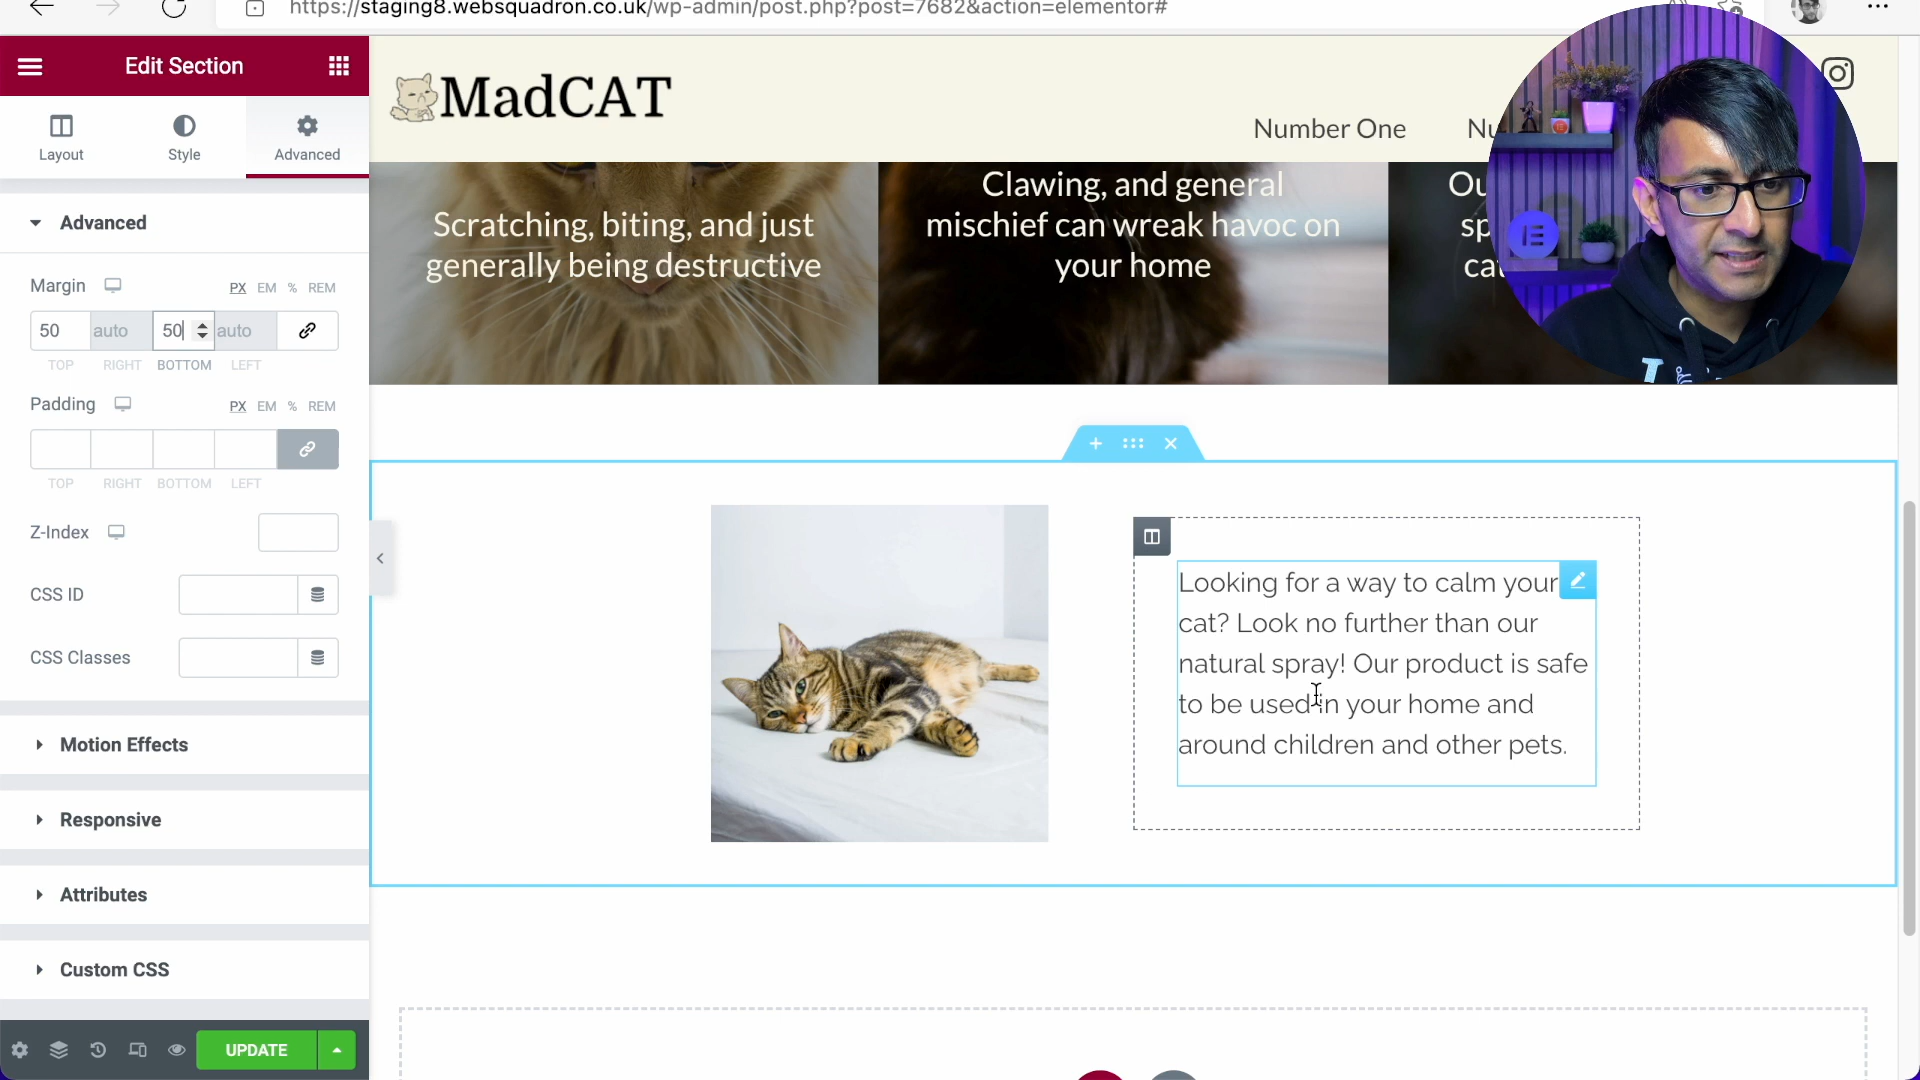 https://staging8.websquadron.co.uk/wp-admin/post.php?post=7682&action=elementor#
Edit Section
Layout
Style
Advanced
Advanced
Margin
PX EM % REM
50 auto 50 auto
TOP RIGHT BOTTOM LEFT
Padding
PX EM % REM
TOP RIGHT BOTTOM LEFT
Z-Index
CSS ID
CSS Classes
Motion Effects
Responsive
Attributes
Custom CSS
UPDATE
MadCAT
Number One
Nu
Scratching, biting, and just
generally being destructive
Clawing, and general
mischief can wreak havoc on
your home
Ou
sp
cat
Looking for a way to calm your
cat? Look no further than our
natural spray! Our product is safe
to be used in your home and
around children and other pets.